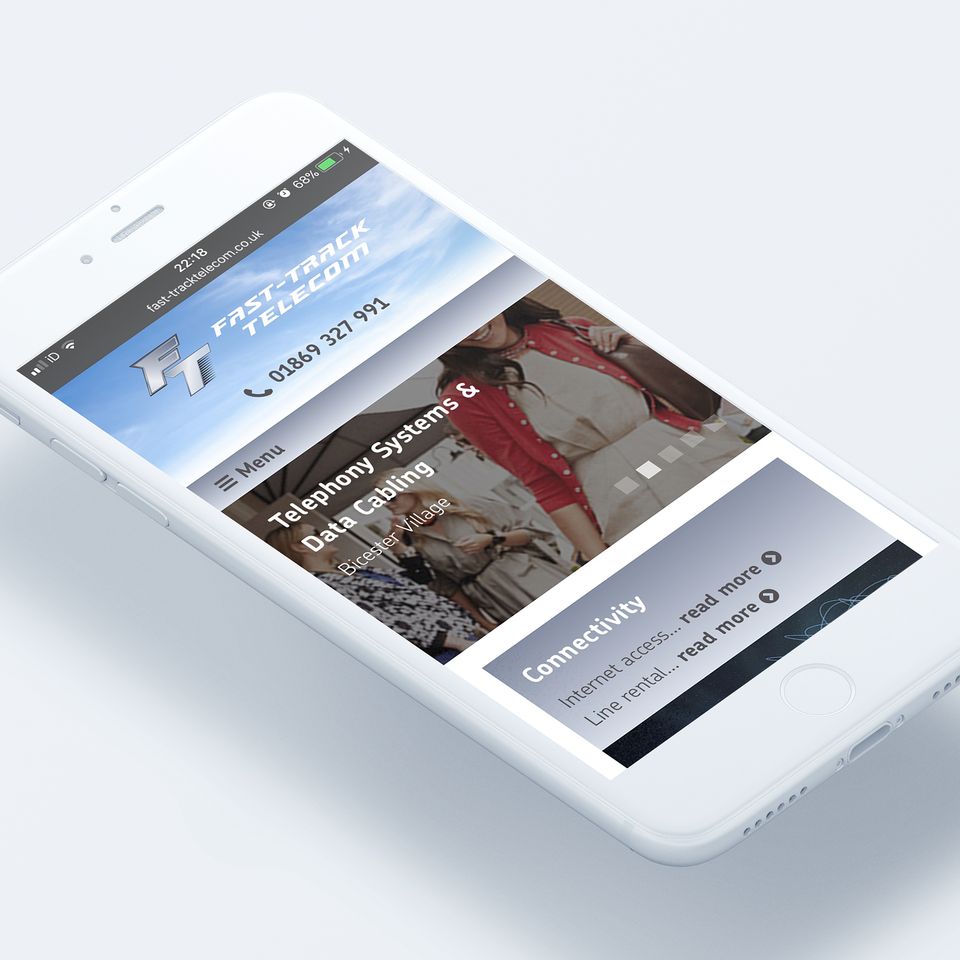 iD
22:18
68%
fast-tracktelecom.co.uk
FT
FAST-TRACK
TELECOM
01869 327 991
Menu
Telephony Systems &
Data Cabling
Bicester Village
Connectivity
Internet access... read more
Line rental... read more